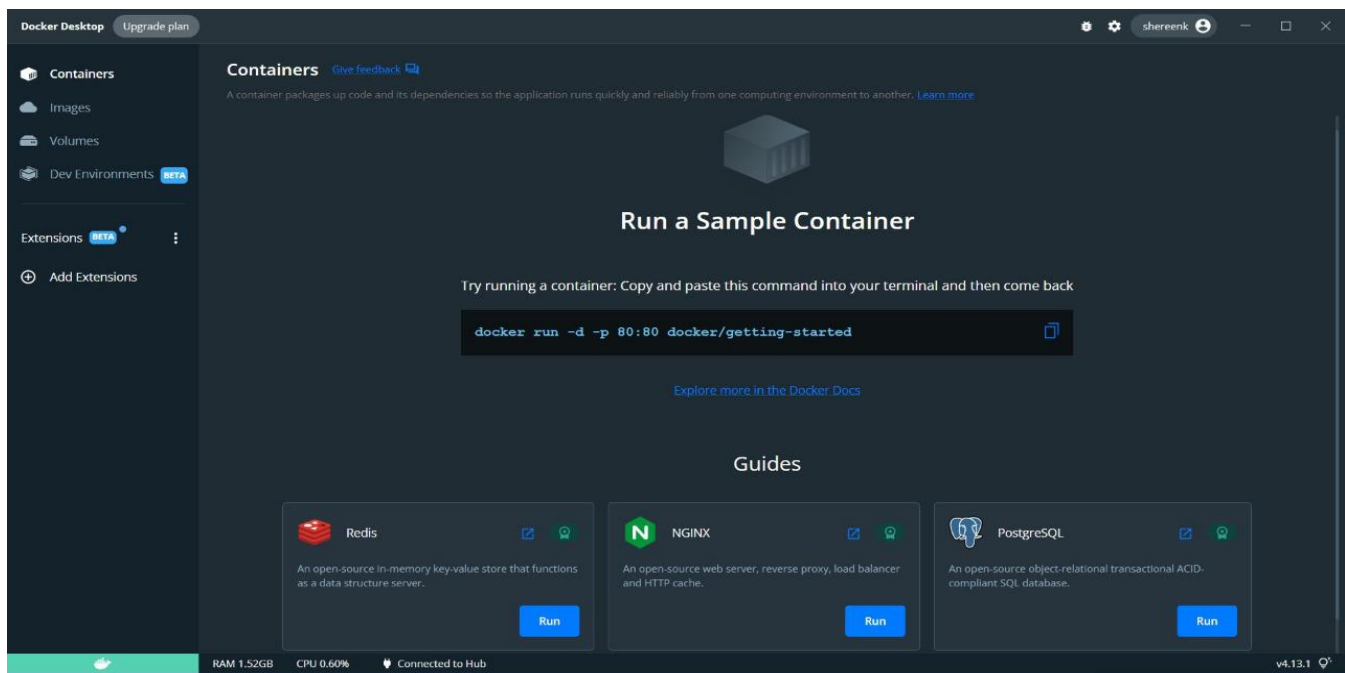 Docker Desktop Upgrade plan shereenk
Containers
Images
Volumes
Dev Environments BETA
Extensions BETA
Add Extensions
Containers Give feedback
A container packages up code and its dependencies so the application runs quickly and reliably from one computing environment to another. Learn more
Run a Sample Container
Try running a container: Copy and paste this command into your terminal and then come back
docker run -d -p 80:80 docker/getting-started
Explore more in the Docker Docs
Guides
Redis
An open-source in-memory key-value store that functions
as a data structure server.
Run
NGINX
An open-source web server, reverse proxy, load balancer
and HTTP cache.
Run
PostgreSQL
An open-source object-relational transactional ACID-
compliant SQL database.
Run
RAM 1.52GB CPU 0.60% Connected to Hub v4.13.1